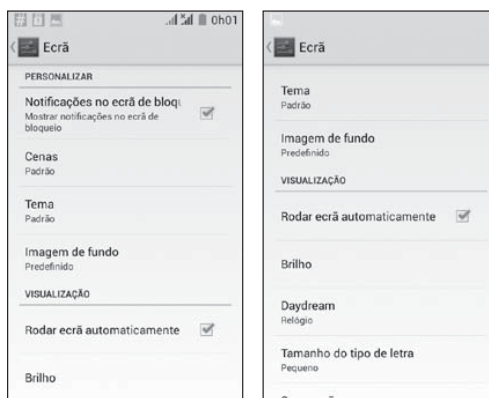 0h01
Ecrã
PERSONALIZAR
Notificações no ecrã de
Mostrar notificações no ecrã de
bloqueio
Cenas
Padrão
Tema
Padrão
Imagem de fundo
Predefinido
VISUALIZAÇÃO
Rodar ecrã automaticamente
Brilho
Ecrã
Tema
Padrão
Imagem de fundo
Predefinido
VISUALIZAÇÃO
Rodar ecrã automaticamente
Brilho
Daydream
Relógio
Tamanho do tipo de letra
Pequeno